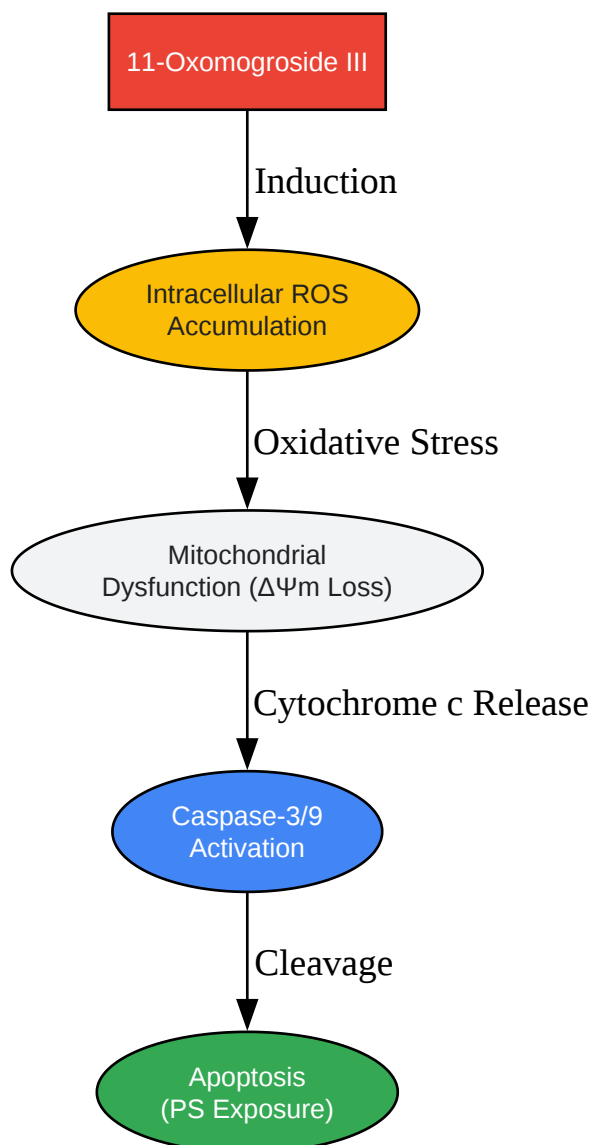 11-Oxomogroside III
Induction
Intracellular ROS
Accumulation
Oxidative Stress
Mitochondrial
Dysfunction (ΔΨm Loss)
Cytochrome c Release
Caspase-3/9
Activation
Cleavage
Apoptosis
(PS Exposure)